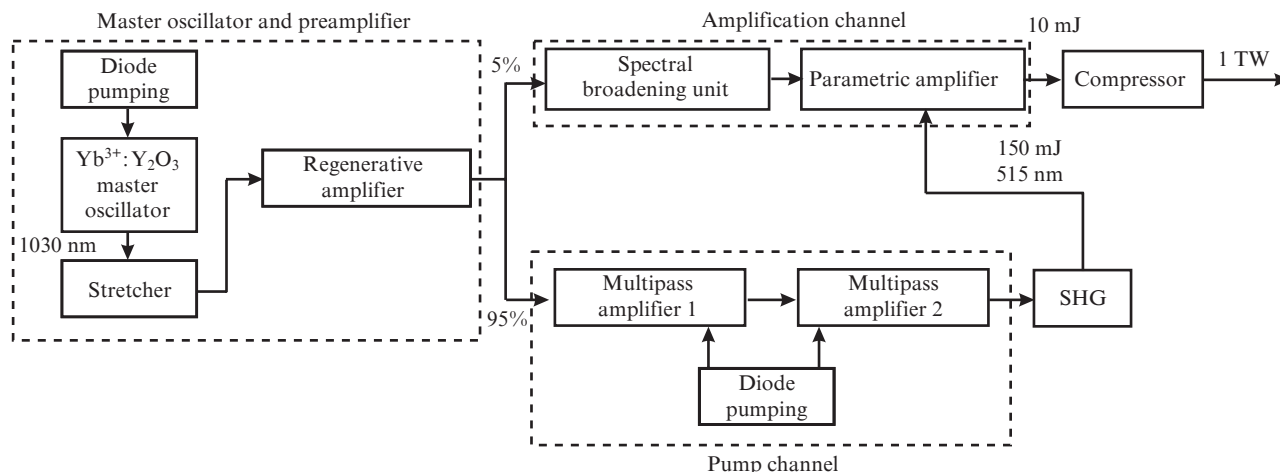 Master oscillator and preamplifier
Diode
pumping
Yb³⁺:Y₂O₃
master
oscillator
1030 nm
Stretcher
Regenerative
amplifier
5%
95%
Amplification channel
Spectral
broadening unit
Parametric amplifier
10 mJ
Compressor
1 TW
150 mJ
515 nm
Multipass
amplifier 1
Multipass
amplifier 2
SHG
Diode
pumping
Pump channel